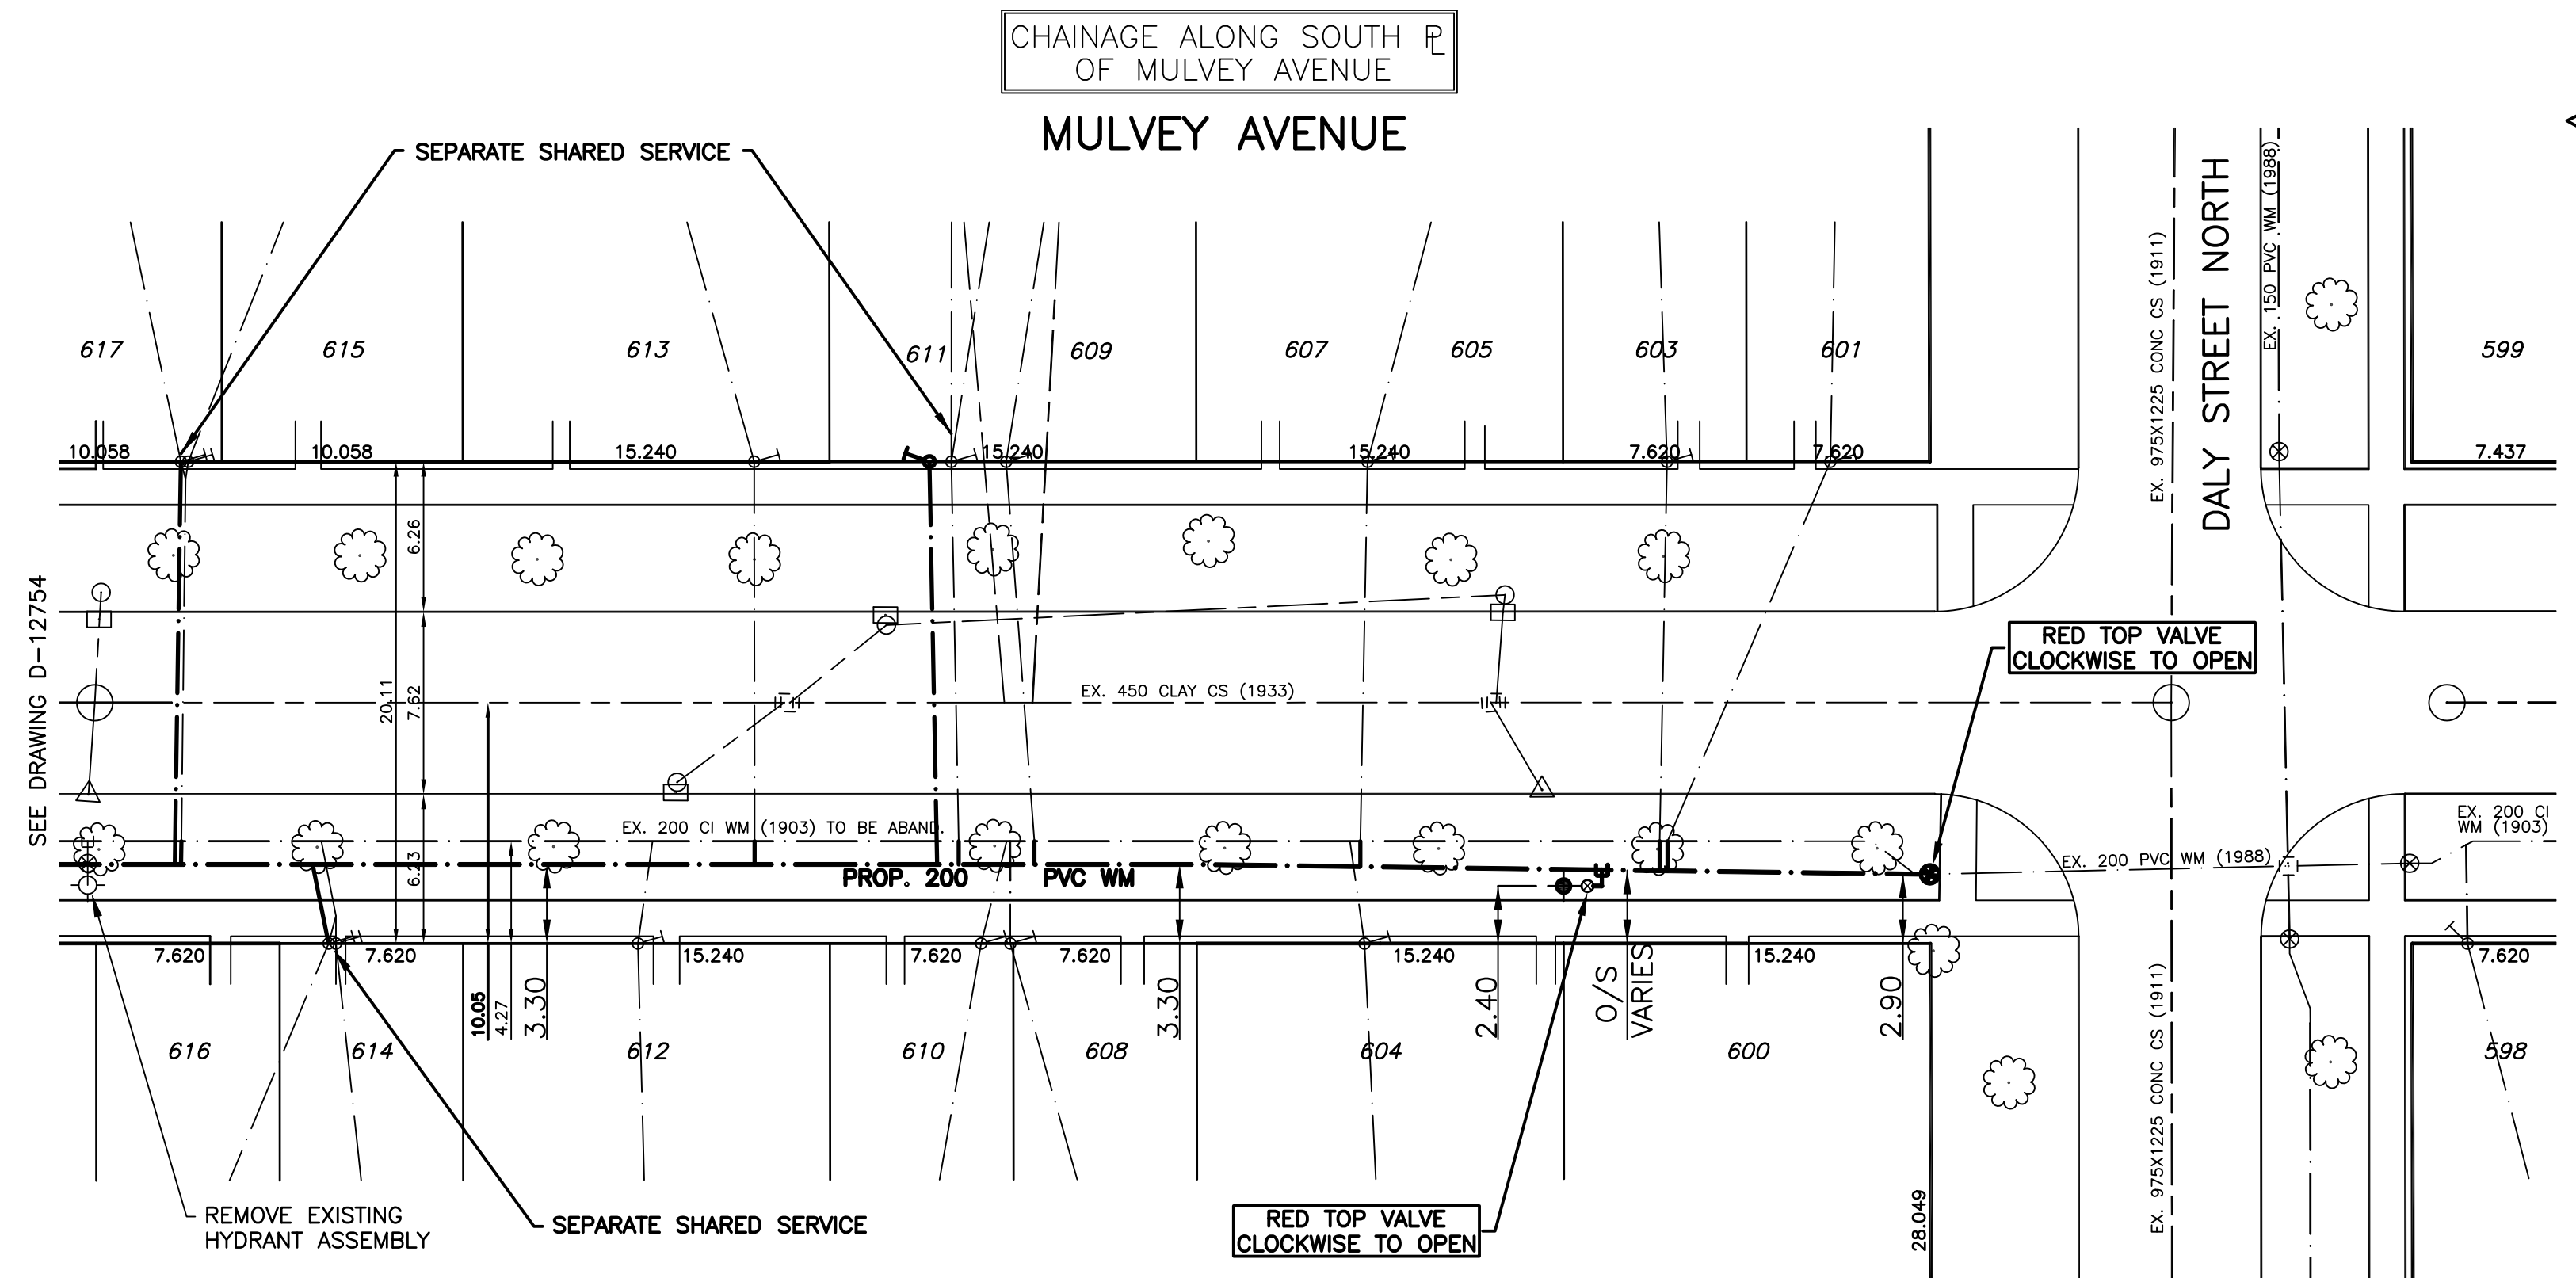 CHAINAGE ALONG SOUTH PL
OF MULVEY AVENUE
MULVEY AVENUE
SEPARATE SHARED SERVICE
DALY STREET NORTH
EX. 975X1225 CONC CS (1911)
EX. 150 PVC WM (1988)
617
615
613
611
609
607
605
603
601
599
10.058
10.058
15.240
15.240
15.240
7.620
7.620
7.437
6.26
20.11
7.62
6.23
SEE DRAWING D-12754
EX. 450 CLAY CS (1933)
RED TOP VALVE
CLOCKWISE TO OPEN
EX. 200 CI WM (1903) TO BE ABAND.
PROP. 200 PVC WM
EX. 200 PVC WM (1988)
EX. 200 CI
WM (1903)
7.620
7.620
15.240
7.620
7.620
15.240
15.240
7.620
10.05
4.27
3.30
3.30
2.40
O/S
VARIES
2.90
616
614
612
610
608
604
600
598
EX. 975X1225 CONC CS (1911)
28.049
REMOVE EXISTING
HYDRANT ASSEMBLY
SEPARATE SHARED SERVICE
RED TOP VALVE
CLOCKWISE TO OPEN